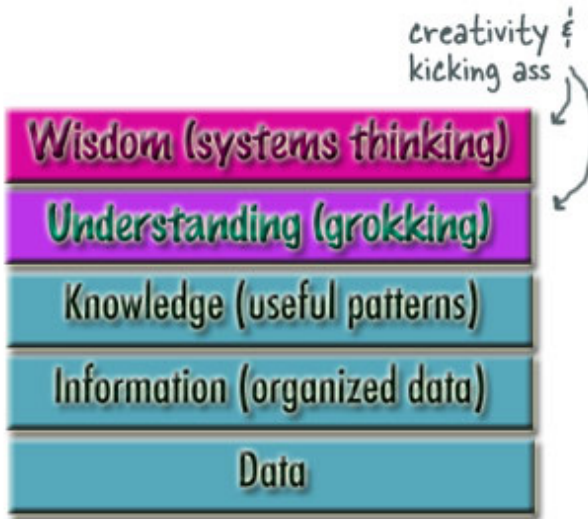 creativity &
kicking ass
Wisdom (systems thinking)
Understanding (grokking)
Knowledge (useful patterns)
Information (organized data)
Data